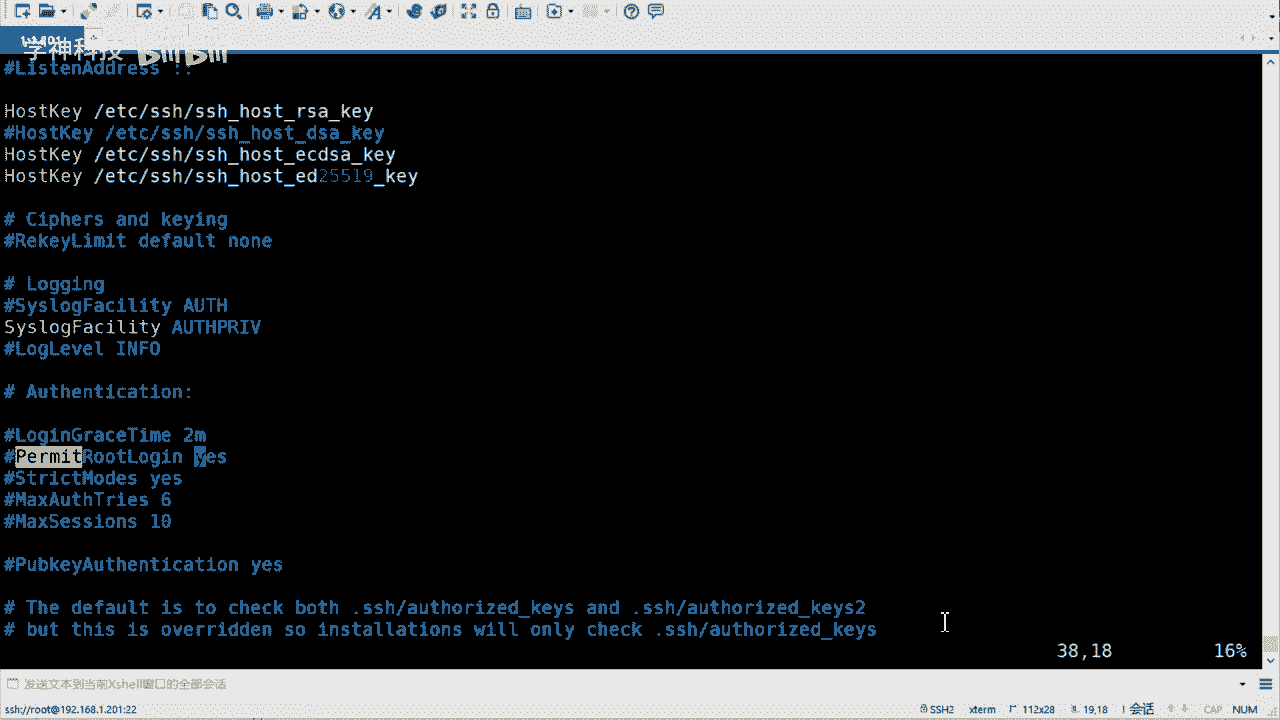 学神科技 bilibili
#ListenAddress ::
HostKey /etc/ssh/ssh_host_rsa_key
#HostKey /etc/ssh/ssh_host_dsa_key
HostKey /etc/ssh/ssh_host_ecdsa_key
HostKey /etc/ssh/ssh_host_ed25519_key
# Ciphers and keying
#RekeyLimit default none
# Logging
#SyslogFacility AUTH
SyslogFacility AUTHPRIV
#LogLevel INFO
# Authentication:
#LoginGraceTime 2m
#PermitRootLogin yes
#StrictModes yes
#MaxAuthTries 6
#MaxSessions 10
#PubkeyAuthentication yes
# The default is to check both .ssh/authorized_keys and .ssh/authorized_keys2
# but this is overridden so installations will only check .ssh/authorized_keys
38,18 16%
发送文本到当前Xshell窗口的全部会话
ssh://root@192.168.1.201:22 SSH2 xterm 112x28 19,18 1 会话 CAP NUM